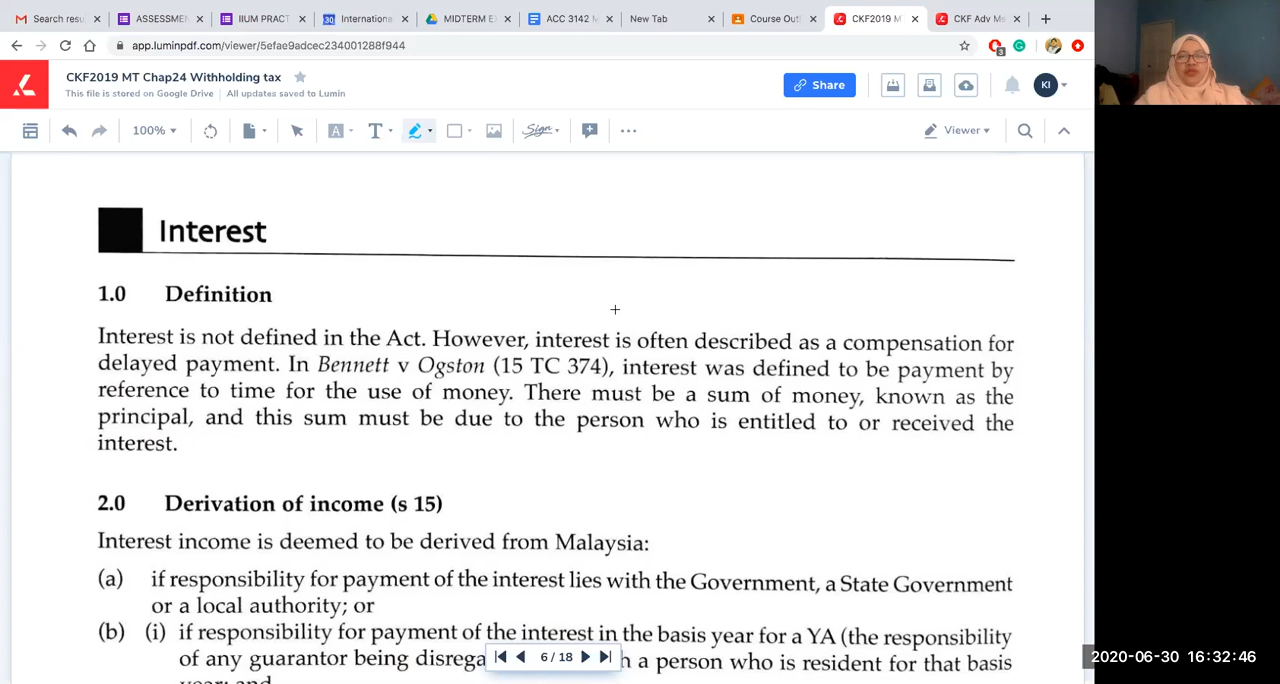 Search resu
ASSESSMEN
IIUM PRACT
Internationa
MIDTERM E
ACC 3142 M
New Tab
Course Out
CKF2019 M
CKF Adv Ms
app.luminpdf.com/viewer/5efae9adcec234001288f944
3
CKF2019 MT Chap24 Withholding tax
This file is stored on Google Drive | All updates saved to Lumin
Share
KI
100%
A
T
Sign
Viewer
Interest
1.0 Definition
Interest is not defined in the Act. However, interest is often described as a compensation for
delayed payment. In Bennett v Ogston (15 TC 374), interest was defined to be payment by
reference to time for the use of money. There must be a sum of money, known as the
principal, and this sum must be due to the person who is entitled to or received the
interest.
2.0 Derivation of income (s 15)
Interest income is deemed to be derived from Malaysia:
(a) if responsibility for payment of the interest lies with the Government, a State Government
or a local authority; or
(b) (i) if responsibility for payment of the interest in the basis year for a YA (the responsibility
of any guarantor being disrega
a person who is resident for that basis
year; and
6 / 18
2020-06-30 16:32:46